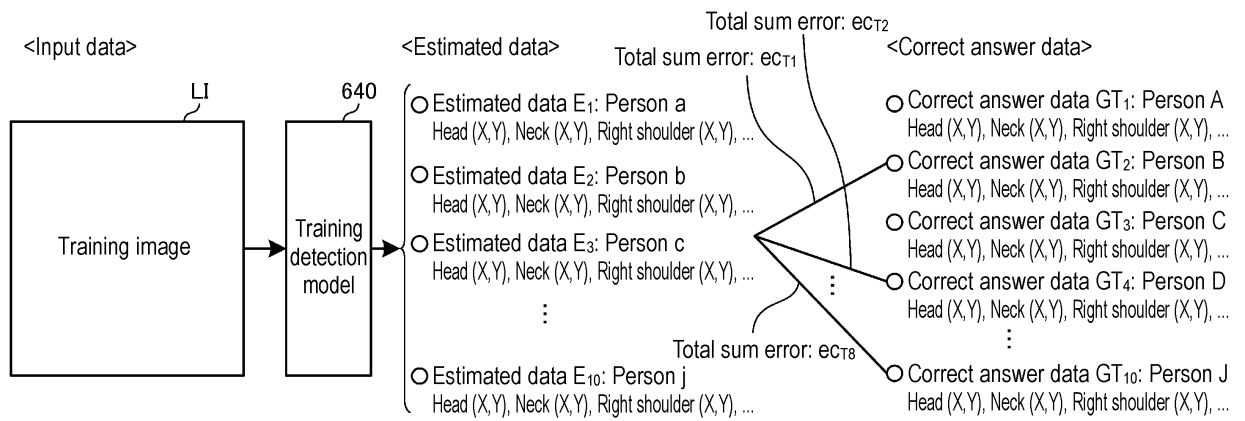 <Input data>
LI
Training image
640
Training
detection
model
<Estimated data>
Estimated data E₁: Person a
Head (X,Y), Neck (X,Y), Right shoulder (X,Y), ...
Estimated data E₂: Person b
Head (X,Y), Neck (X,Y), Right shoulder (X,Y), ...
Estimated data E₃: Person c
Head (X,Y), Neck (X,Y), Right shoulder (X,Y), ...
⋮
Estimated data E₁₀: Person j
Head (X,Y), Neck (X,Y), Right shoulder (X,Y), ...
Total sum error: ecT2
Total sum error: ecT1
⋮
Total sum error: ecT8
<Correct answer data>
Correct answer data GT₁: Person A
Head (X,Y), Neck (X,Y), Right shoulder (X,Y), ...
Correct answer data GT₂: Person B
Head (X,Y), Neck (X,Y), Right shoulder (X,Y), ...
Correct answer data GT₃: Person C
Head (X,Y), Neck (X,Y), Right shoulder (X,Y), ...
Correct answer data GT₄: Person D
Head (X,Y), Neck (X,Y), Right shoulder (X,Y), ...
⋮
Correct answer data GT₁₀: Person J
Head (X,Y), Neck (X,Y), Right shoulder (X,Y), ...